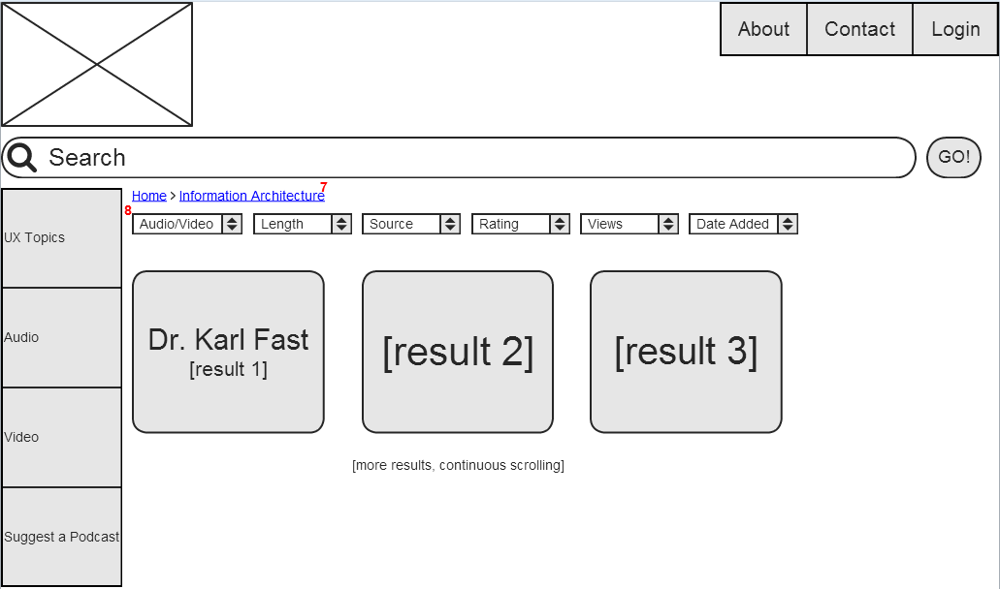 About Contact Login
Search GO!
7
Home > Information Architecture
8
Audio/Video Length Source Rating Views Date Added
UX Topics
Audio
Video
Suggest a Podcast
Dr. Karl Fast
[result 1]
[result 2]
[result 3]
[more results, continuous scrolling]